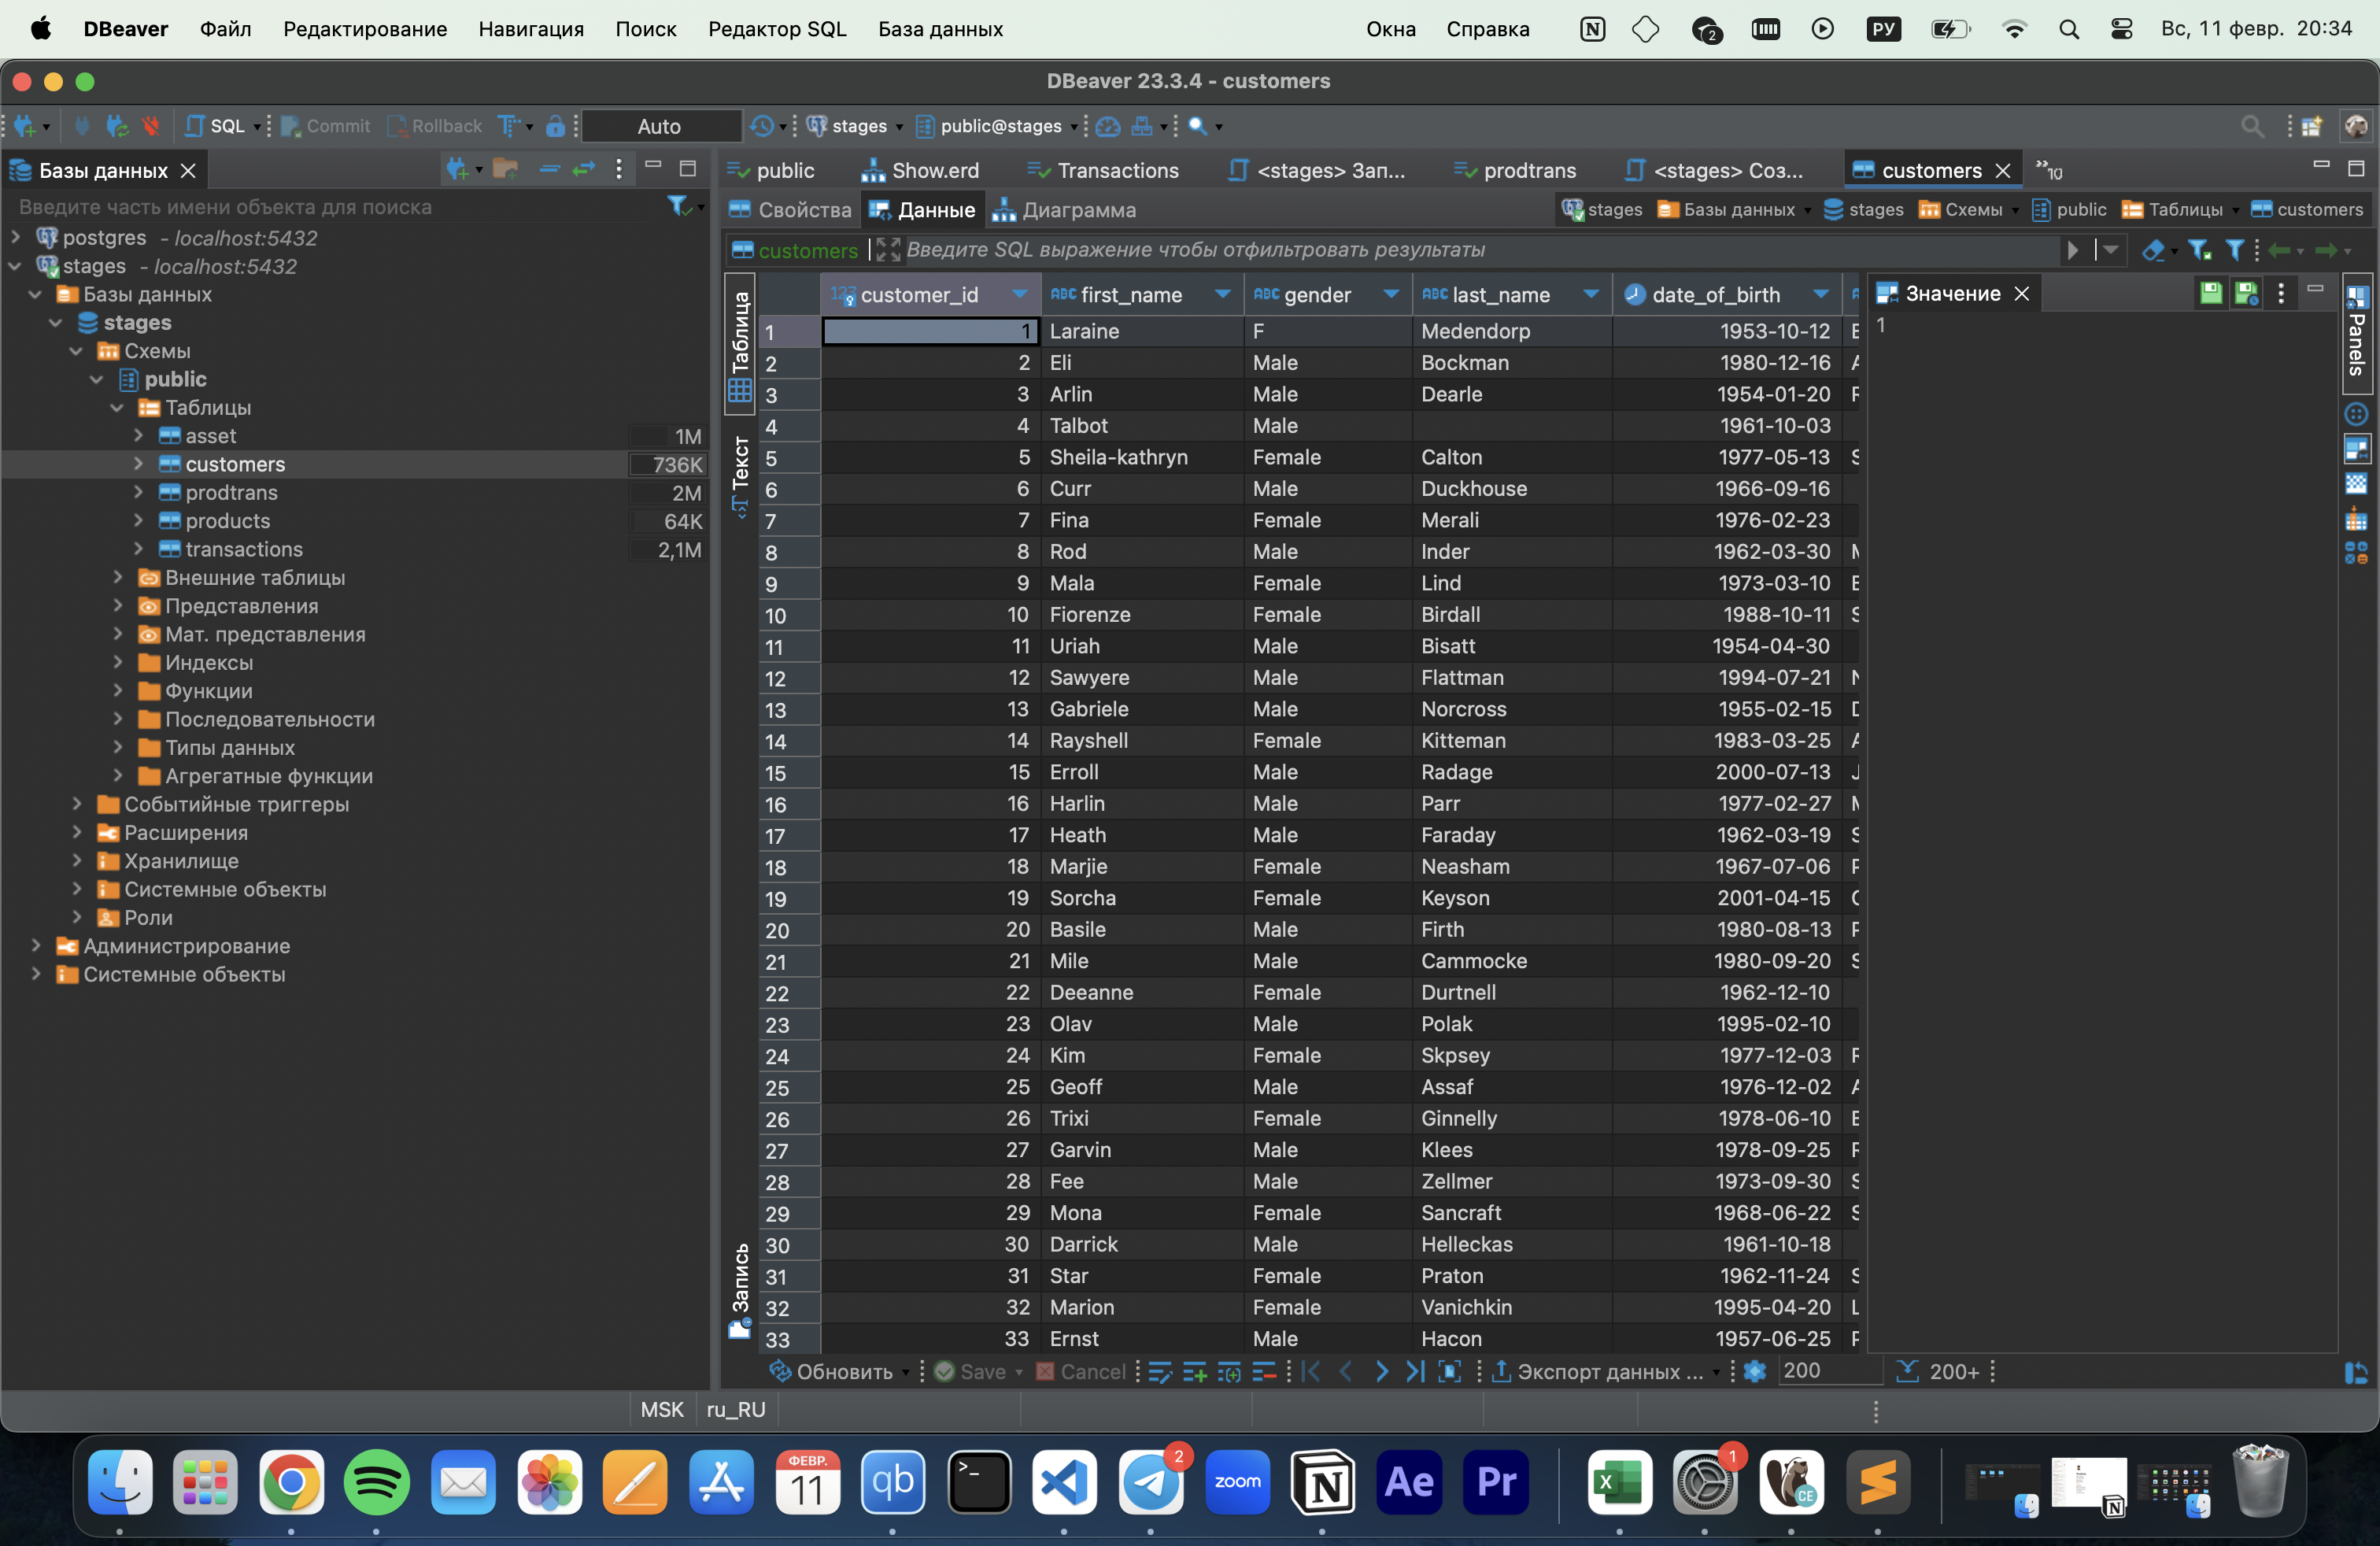 DBeaver Файл Редактирование Навигация Поиск Редактор SQL База данных Окна Справка 2 РУ Вс, 11 февр. 20:34
DBeaver 23.3.4 - customers
SQL Commit Rollback Auto stages public@stages
Базы данных
Введите часть имени объекта для поиска
postgres - localhost:5432
stages - localhost:5432
Базы данных
stages
Схемы
public
Таблицы
asset 1M
customers 736K
prodtrans 2M
products 64K
transactions 2,1M
Внешние таблицы
Представления
Мат. представления
Индексы
Функции
Последовательности
Типы данных
Агрегатные функции
Событийные триггеры
Расширения
Хранилище
Системные объекты
Роли
Администрирование
Системные объекты
public Show.erd Transactions <stages> Зап... prodtrans <stages> Соз... customers »10
Свойства Данные Диаграмма stages Базы данных stages Схемы public Таблицы customers
customers Введите SQL выражение чтобы отфильтровать результаты
Таблица
Текст
Запись
123 customer_id ABC first_name ABC gender ABC last_name date_of_birth
1 1 Laraine F Medendorp 1953-10-12
2 2 Eli Male Bockman 1980-12-16
3 3 Arlin Male Dearle 1954-01-20
4 4 Talbot Male 1961-10-03
5 5 Sheila-kathryn Female Calton 1977-05-13
6 6 Curr Male Duckhouse 1966-09-16
7 7 Fina Female Merali 1976-02-23
8 8 Rod Male Inder 1962-03-30
9 9 Mala Female Lind 1973-03-10
10 10 Fiorenze Female Birdall 1988-10-11
11 11 Uriah Male Bisatt 1954-04-30
12 12 Sawyere Male Flattman 1994-07-21
13 13 Gabriele Male Norcross 1955-02-15
14 14 Rayshell Female Kitteman 1983-03-25
15 15 Erroll Male Radage 2000-07-13
16 16 Harlin Male Parr 1977-02-27
17 17 Heath Male Faraday 1962-03-19
18 18 Marjie Female Neasham 1967-07-06
19 19 Sorcha Female Keyson 2001-04-15
20 20 Basile Male Firth 1980-08-13
21 21 Mile Male Cammocke 1980-09-20
22 22 Deeanne Female Durtnell 1962-12-10
23 23 Olav Male Polak 1995-02-10
24 24 Kim Female Skpsey 1977-12-03
25 25 Geoff Male Assaf 1976-12-02
26 26 Trixi Female Ginnelly 1978-06-10
27 27 Garvin Male Klees 1978-09-25
28 28 Fee Male Zellmer 1973-09-30
29 29 Mona Female Sancraft 1968-06-22
30 30 Darrick Male Helleckas 1961-10-18
31 31 Star Female Praton 1962-11-24
32 32 Marion Female Vanichkin 1995-04-20
33 33 Ernst Male Hacon 1957-06-25
Значение
1
Panels
Обновить Save Cancel Экспорт данных ... 200 200+
MSK ru_RU
ФЕВР.
11
qb
2
zoom
Ae
Pr
X
1
CE